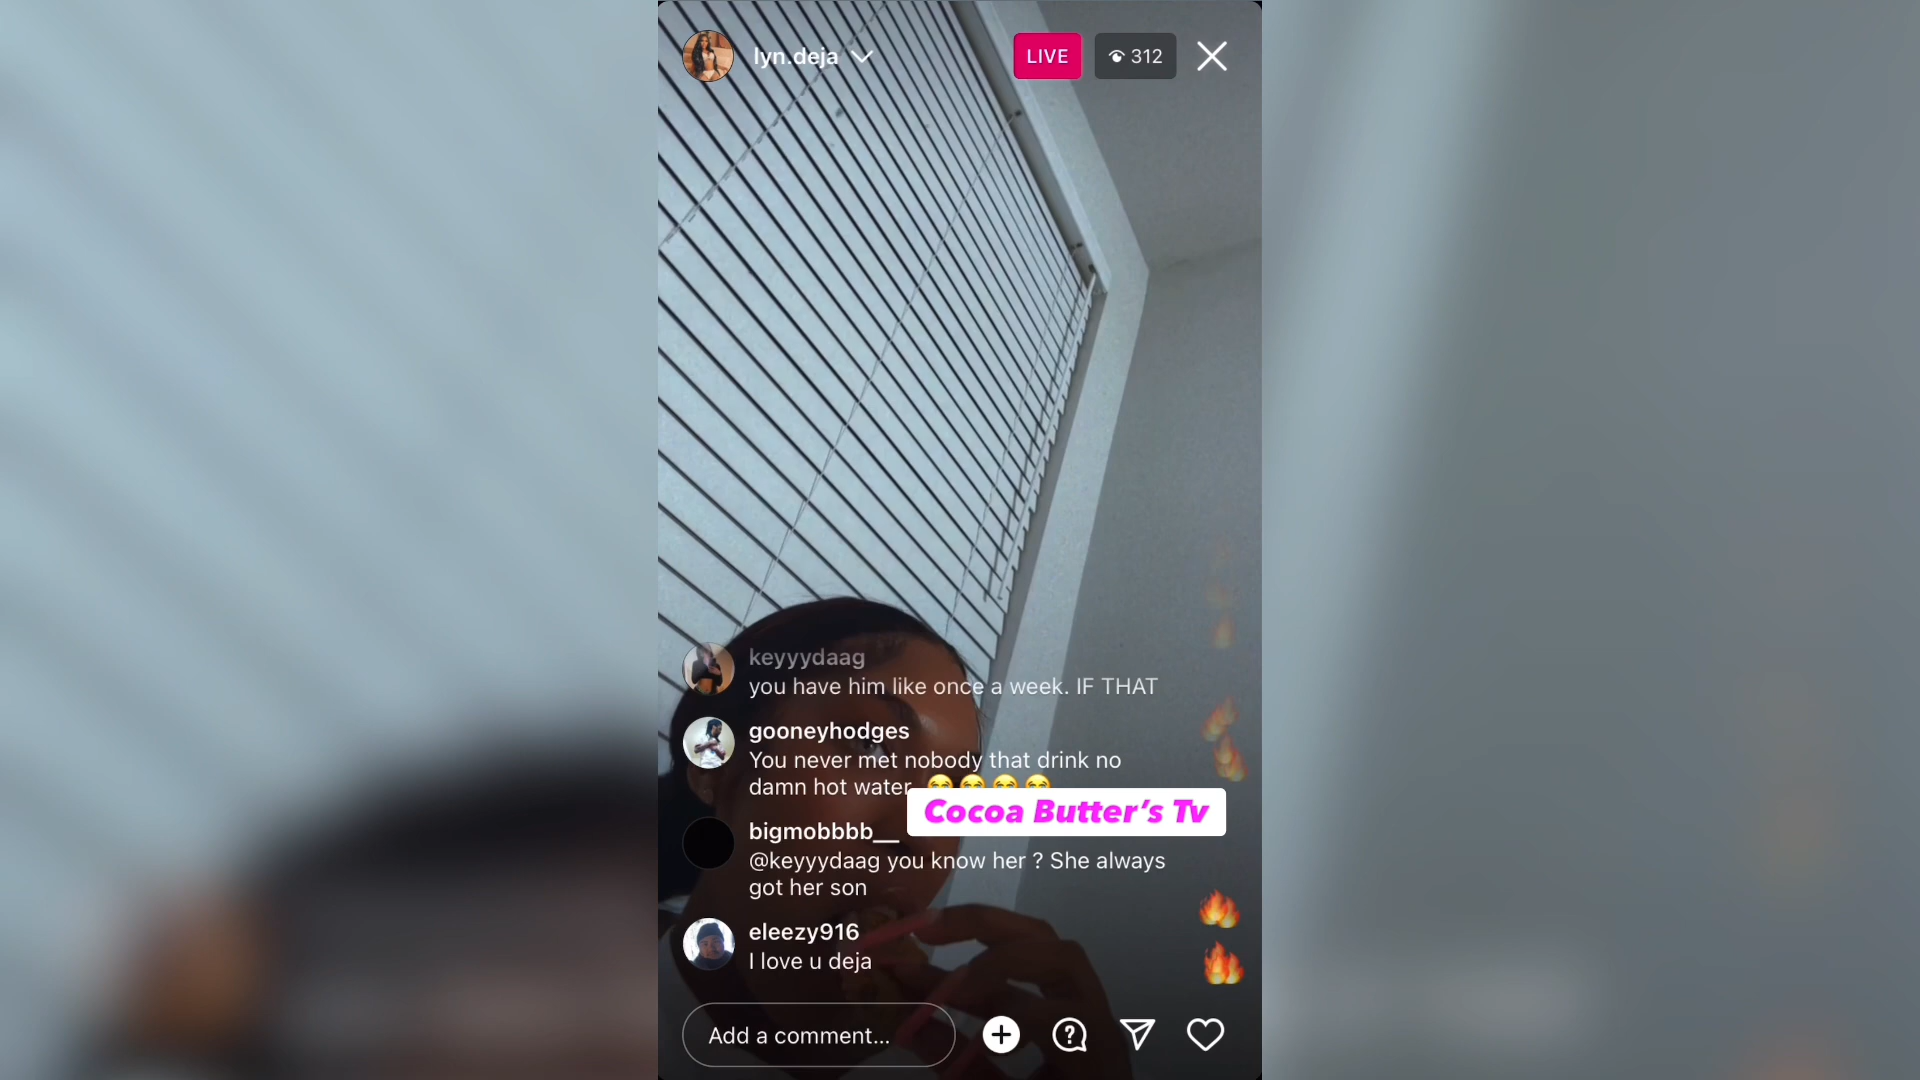 lyn.deja
LIVE
312
keyyydaag
you have him like once a week. IF THAT
gooneyhodges
You never met nobody that drink no
damn hot water 😂😂😂😂
Cocoa Butter’s Tv
bigmobbbb__
@keyyydaag you know her ? She always
got her son
eleezy916
I love u deja
Add a comment...